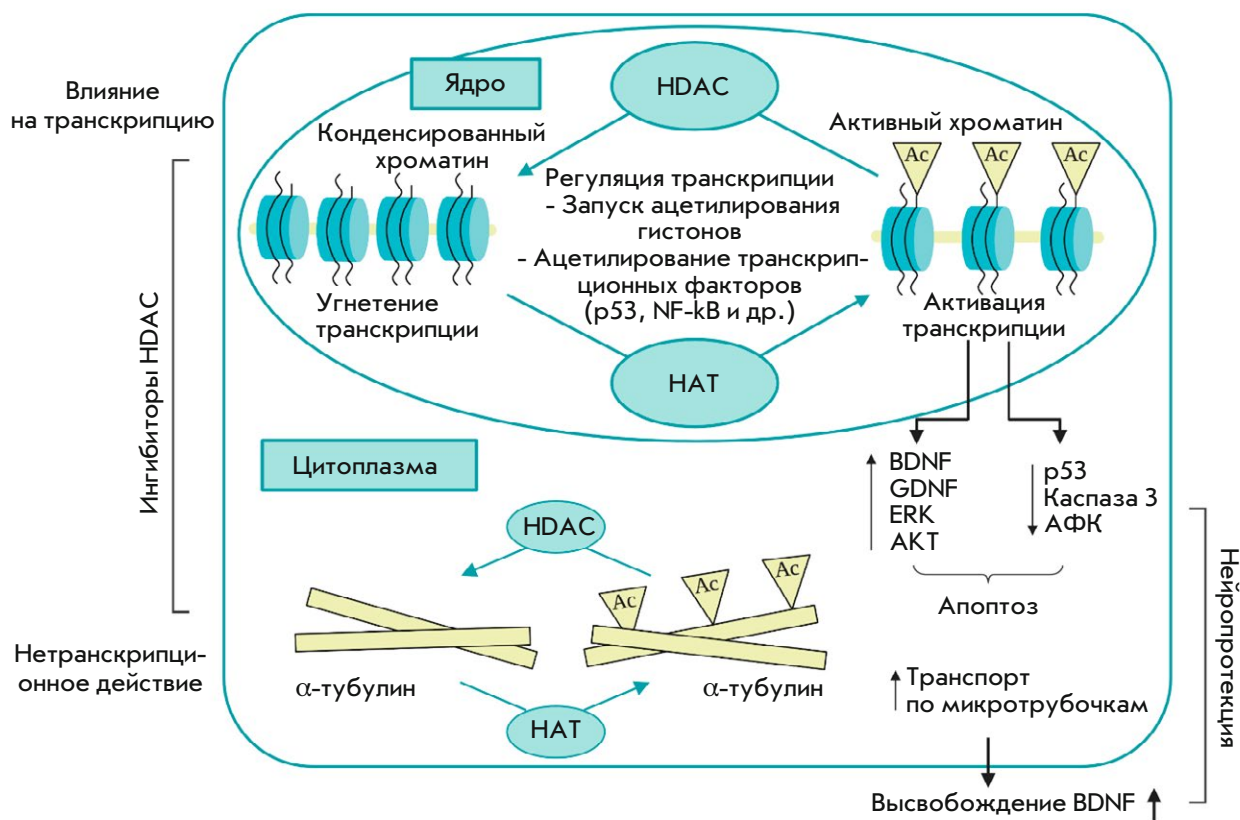 Влияние
на транскрипцию
Ингибиторы HDAC
Нетранскрипци-
онное действие
Ядро
HDAC
Конденсированный
хроматин
Угнетение
транскрипции
Регуляция транскрипции
- Запуск ацетилирования
гистонов
- Ацетилирование транскрип-
ционных факторов
(p53, NF-kB и др.)
HAT
Активный хроматин
Ac
Ac
Ac
Активация
транскрипции
BDNF
GDNF
ERK
AKT
p53
Каспаза 3
АФК
Апоптоз
Цитоплазма
HDAC
Ac
Ac
Ac
α-тубулин
α-тубулин
HAT
Транспорт
по микротрубочкам
Высвобождение BDNF
Нейропротекция